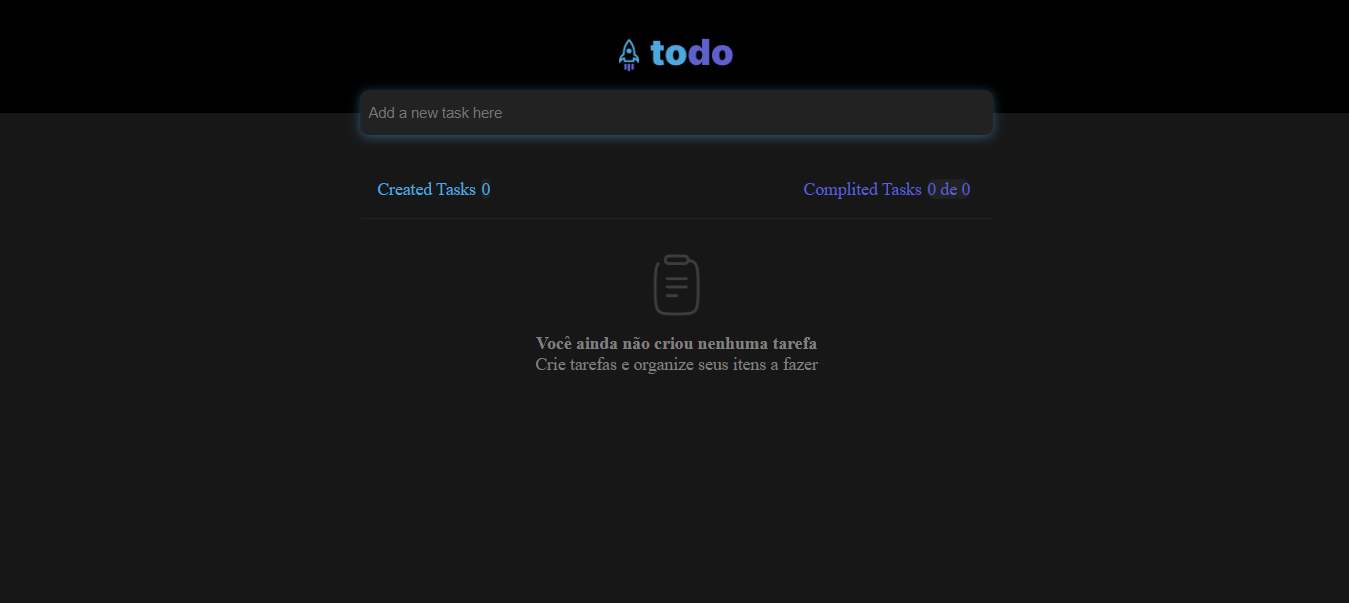 todo
Add a new task here
Created Tasks 0
Complited Tasks 0 de 0
Você ainda não criou nenhuma tarefa
Crie tarefas e organize seus itens a fazer